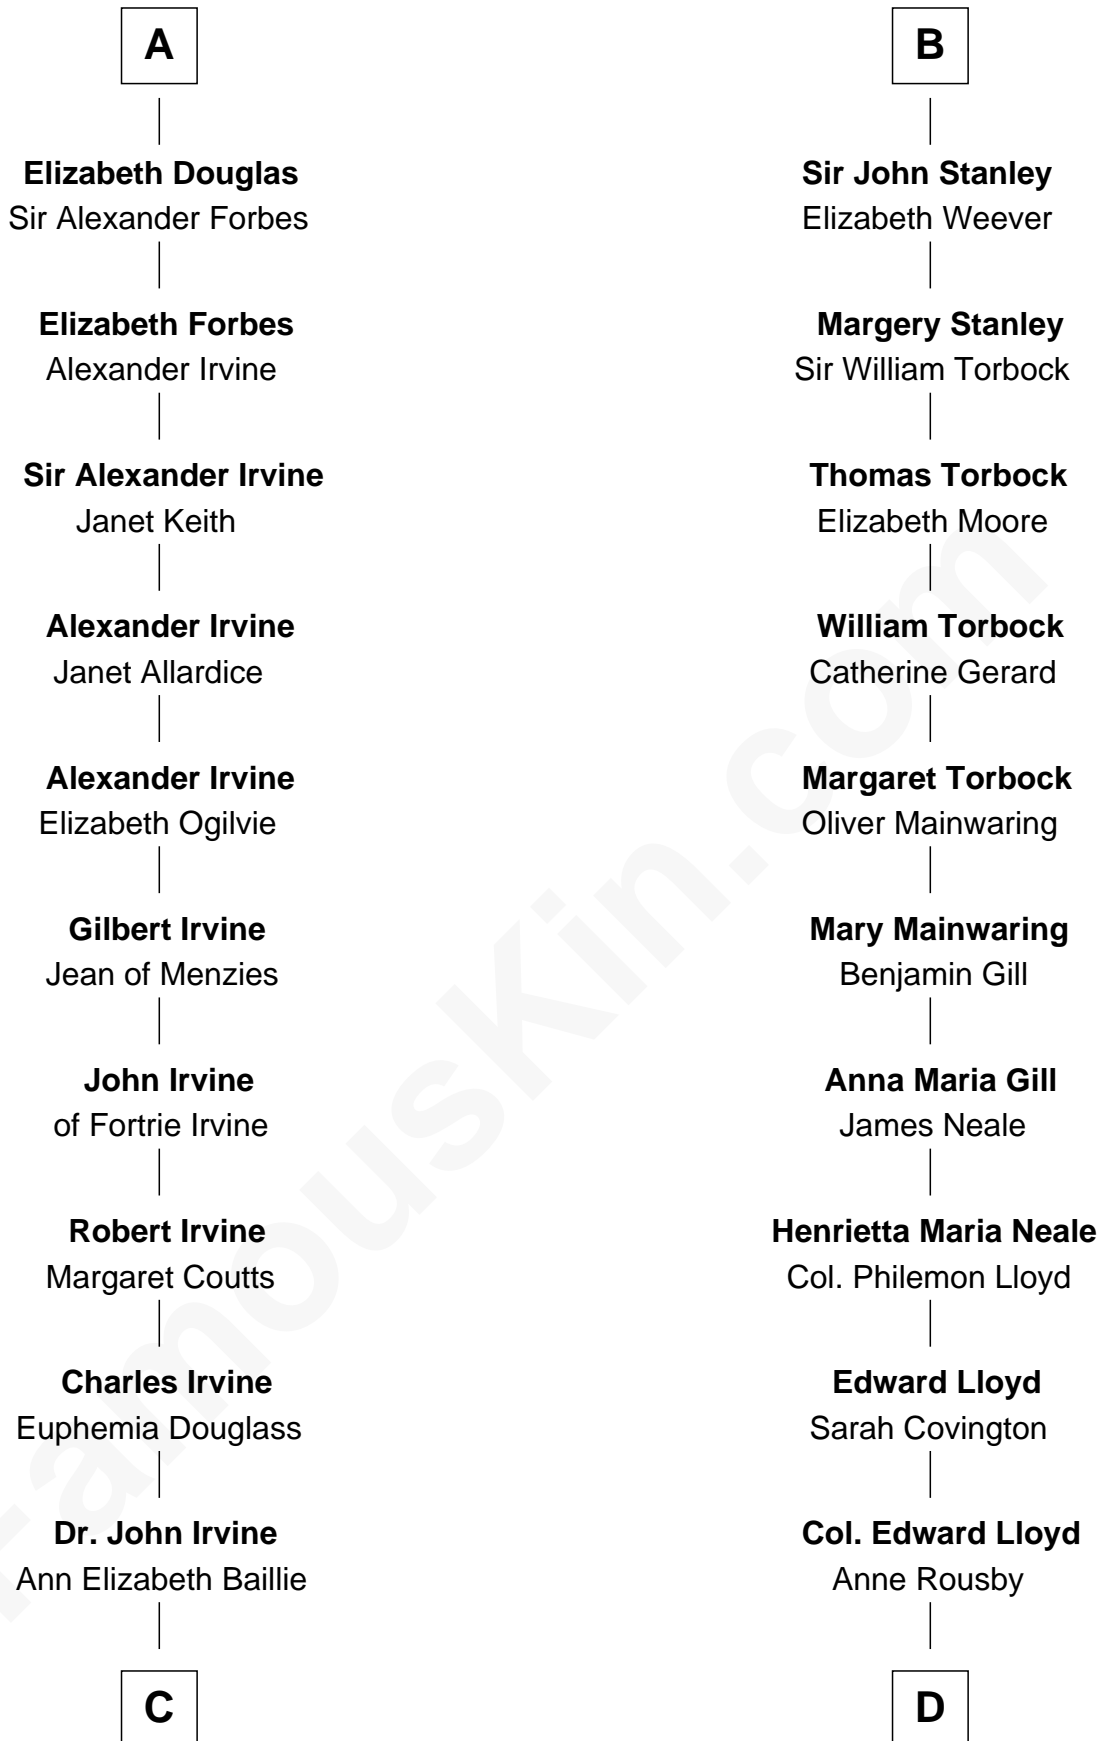 A
Elizabeth Douglas
Sir Alexander Forbes
Elizabeth Forbes
Alexander Irvine
Sir Alexander Irvine
Janet Keith
Alexander Irvine
Janet Allardice
Alexander Irvine
Elizabeth Ogilvie
Gilbert Irvine
Jean of Menzies
John Irvine
of Fortrie Irvine
Robert Irvine
Margaret Coutts
Charles Irvine
Euphemia Douglass
Dr. John Irvine
Ann Elizabeth Baillie
C
B
Sir John Stanley
Elizabeth Weever
Margery Stanley
Sir William Torbock
Thomas Torbock
Elizabeth Moore
William Torbock
Catherine Gerard
Margaret Torbock
Oliver Mainwaring
Mary Mainwaring
Benjamin Gill
Anna Maria Gill
James Neale
Henrietta Maria Neale
Col. Philemon Lloyd
Edward Lloyd
Sarah Covington
Col. Edward Lloyd
Anne Rousby
D
FamousKin.com